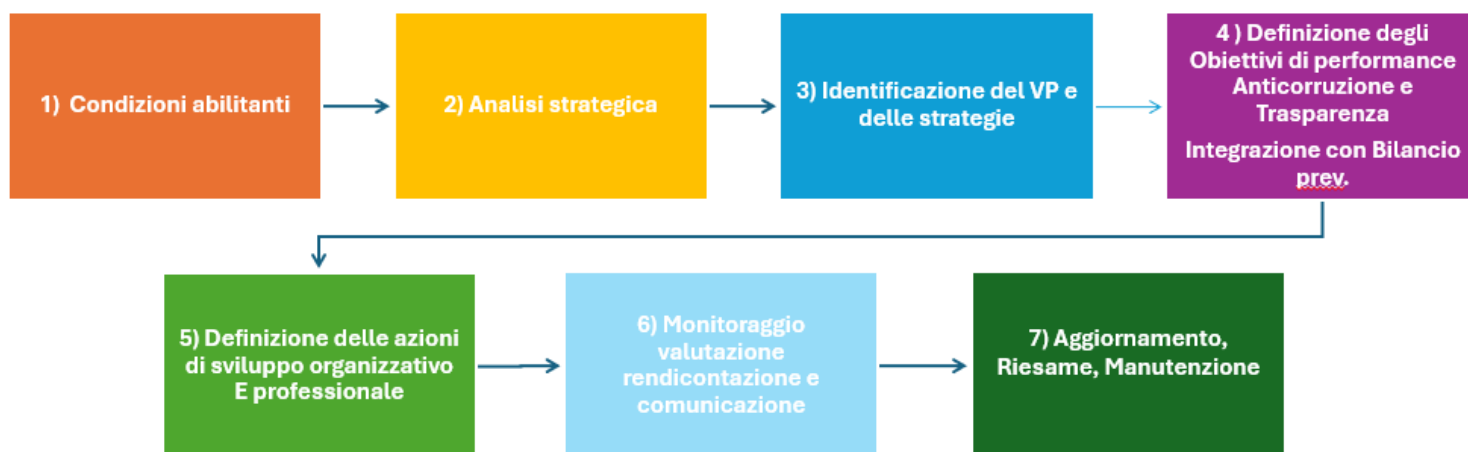 1) Condizioni abilitanti
2) Analisi strategica
3) Identificazione del VP e
delle strategie
4 ) Definizione degli
Obiettivi di performance
Anticorruzione e
Trasparenza
Integrazione con Bilancio
prev.
5) Definizione delle azioni
di sviluppo organizzativo
E professionale
6) Monitoraggio
valutazione
rendicontazione e
comunicazione
7) Aggiornamento,
Riesame, Manutenzione